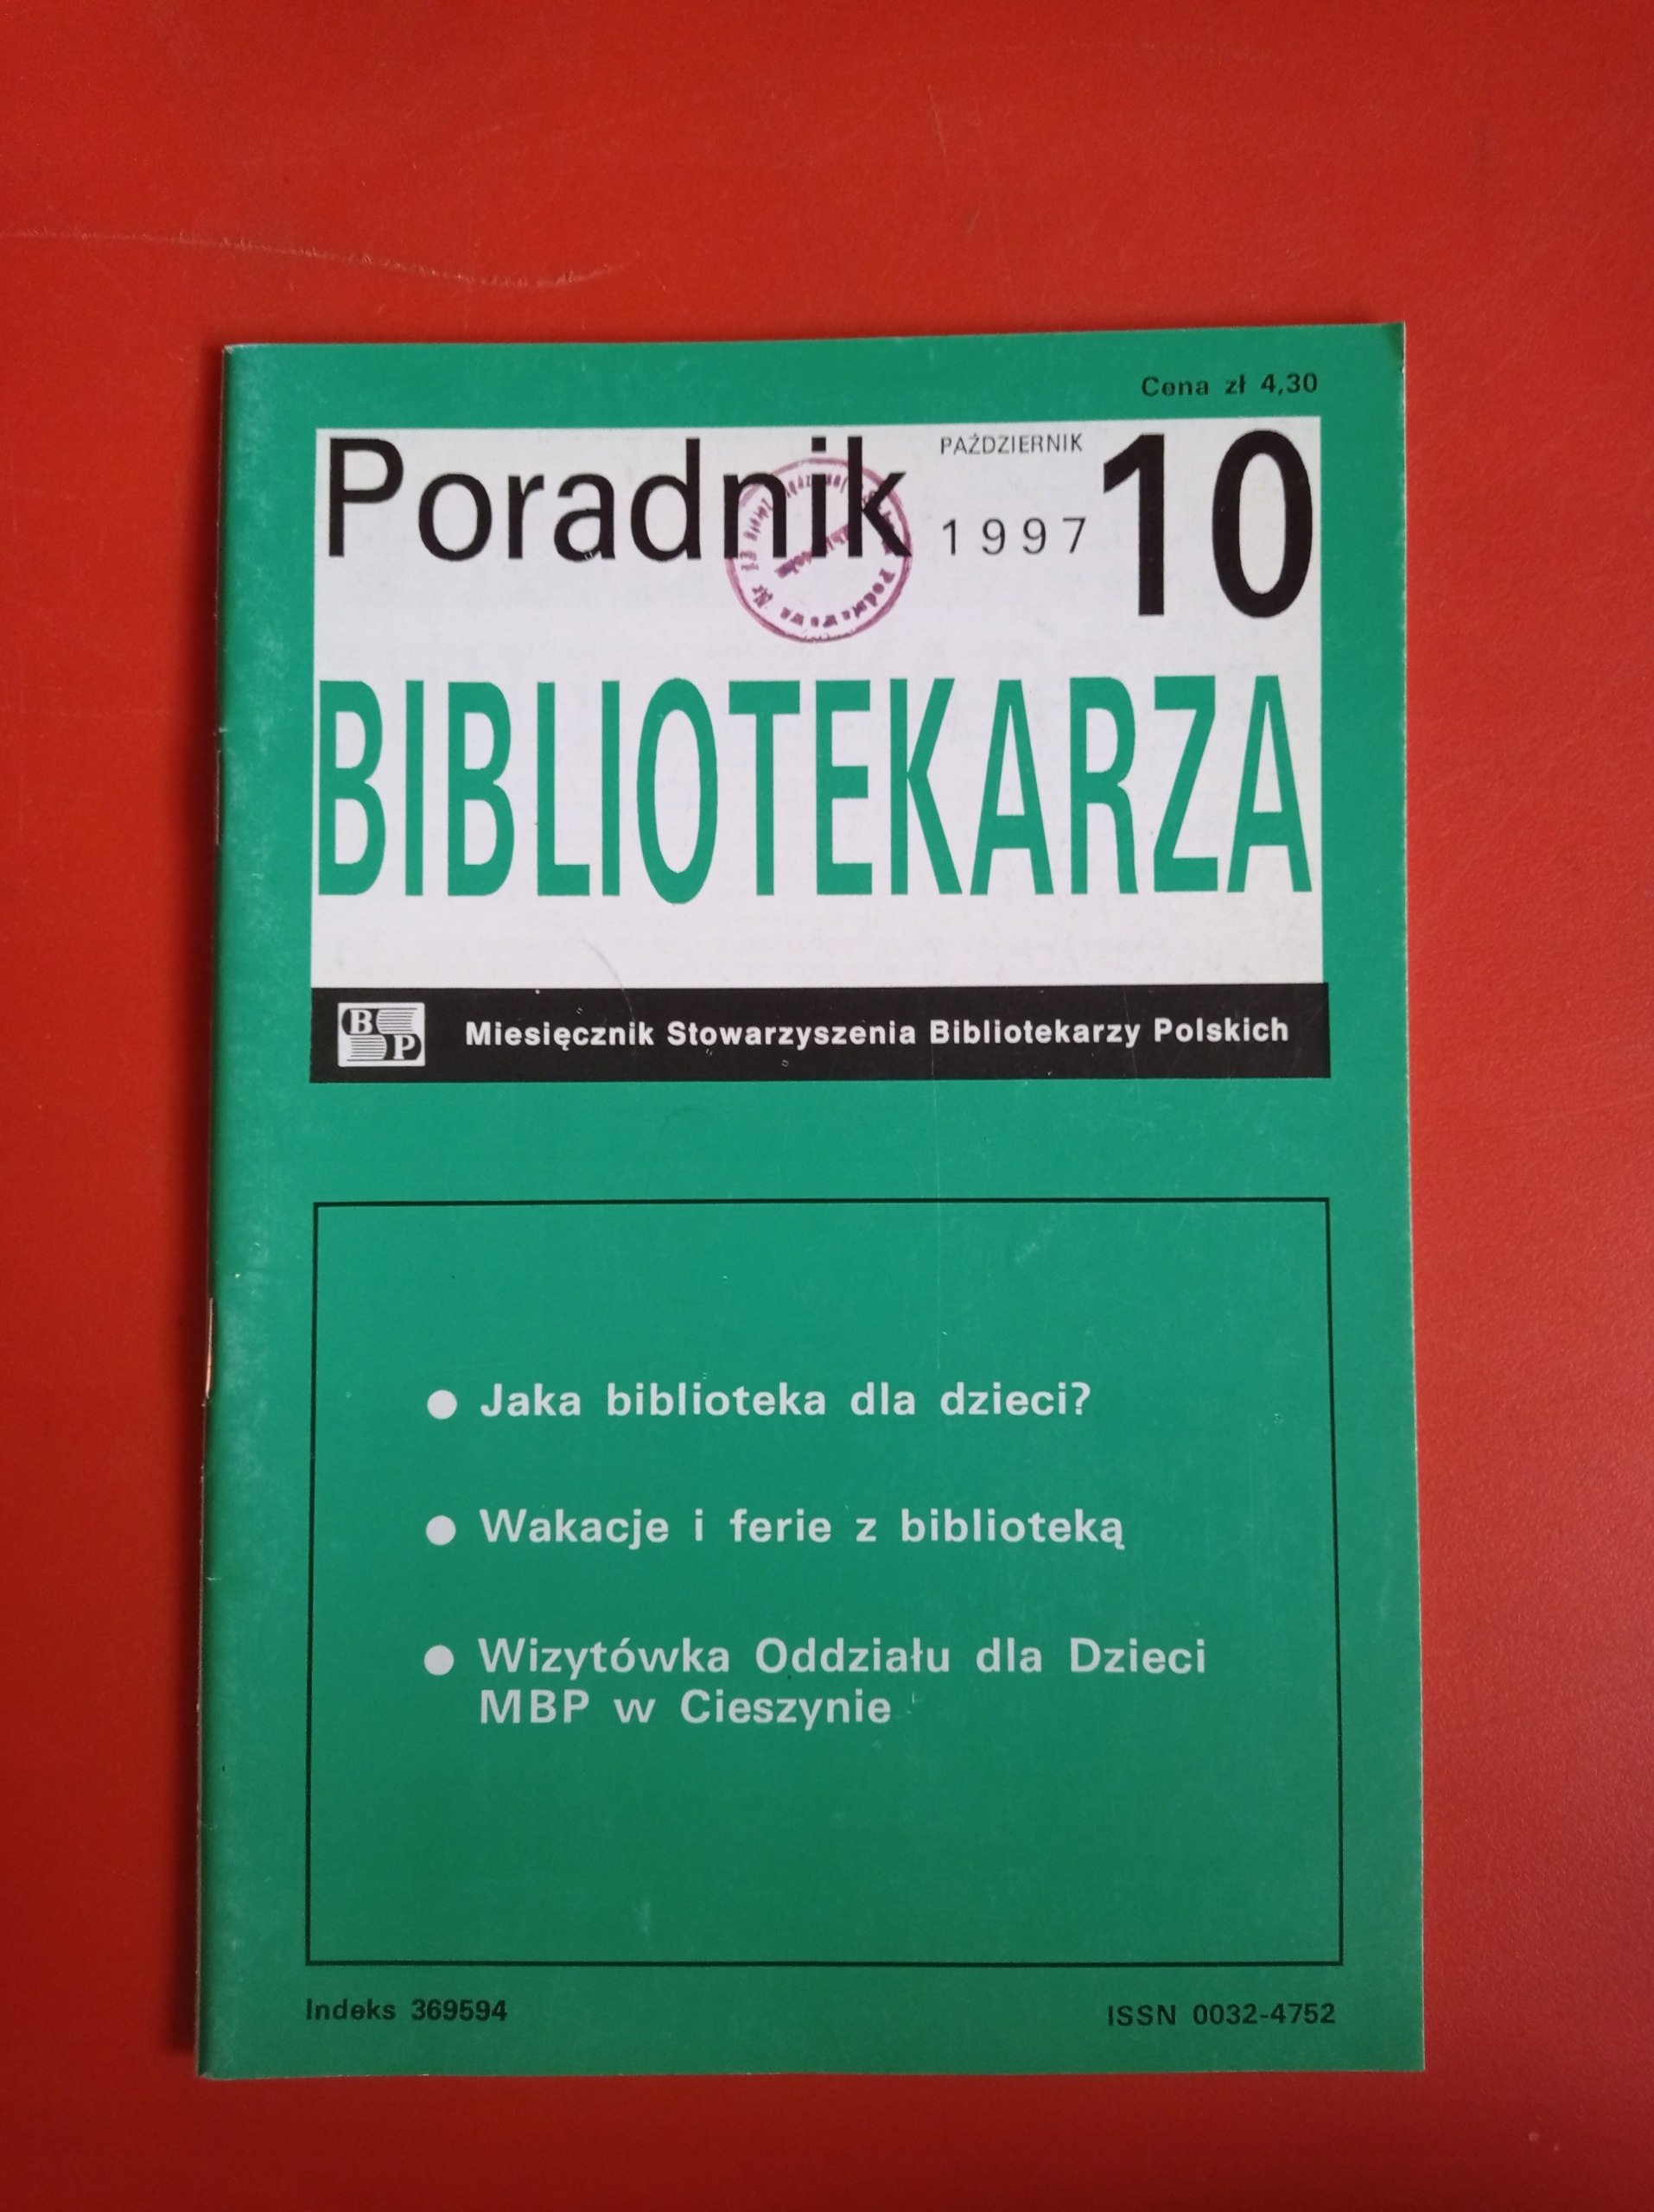 Cena zł 4,30
Poradnik
PAŹDZIERNIK
1997
10
BIBLIOTEKARZA
B
P
Miesięcznik Stowarzyszenia Bibliotekarzy Polskich
● Jaka biblioteka dla dzieci?
● Wakacje i ferie z biblioteką
● Wizytówka Oddziału dla Dzieci
MBP w Cieszynie
Indeks 369594
ISSN 0032-4752